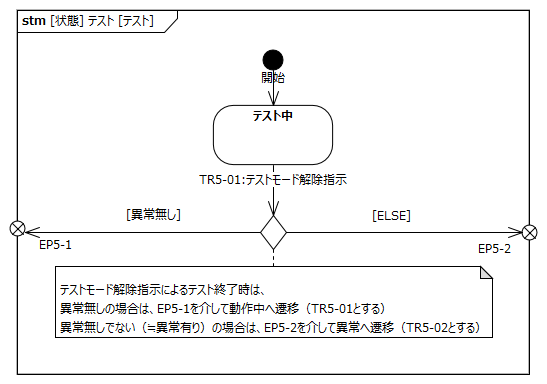 stm [状態] テスト [テスト]
開始
テスト中
TR5-01:テストモード解除指示
[異常無し]
[ELSE]
EP5-1
EP5-2
テストモード解除指示によるテスト終了時は、
異常無しの場合は、EP5-1を介して動作中へ遷移（TR5-01とする）
異常無しでない（≒異常有り）の場合は、EP5-2を介して異常へ遷移（TR5-02とする）